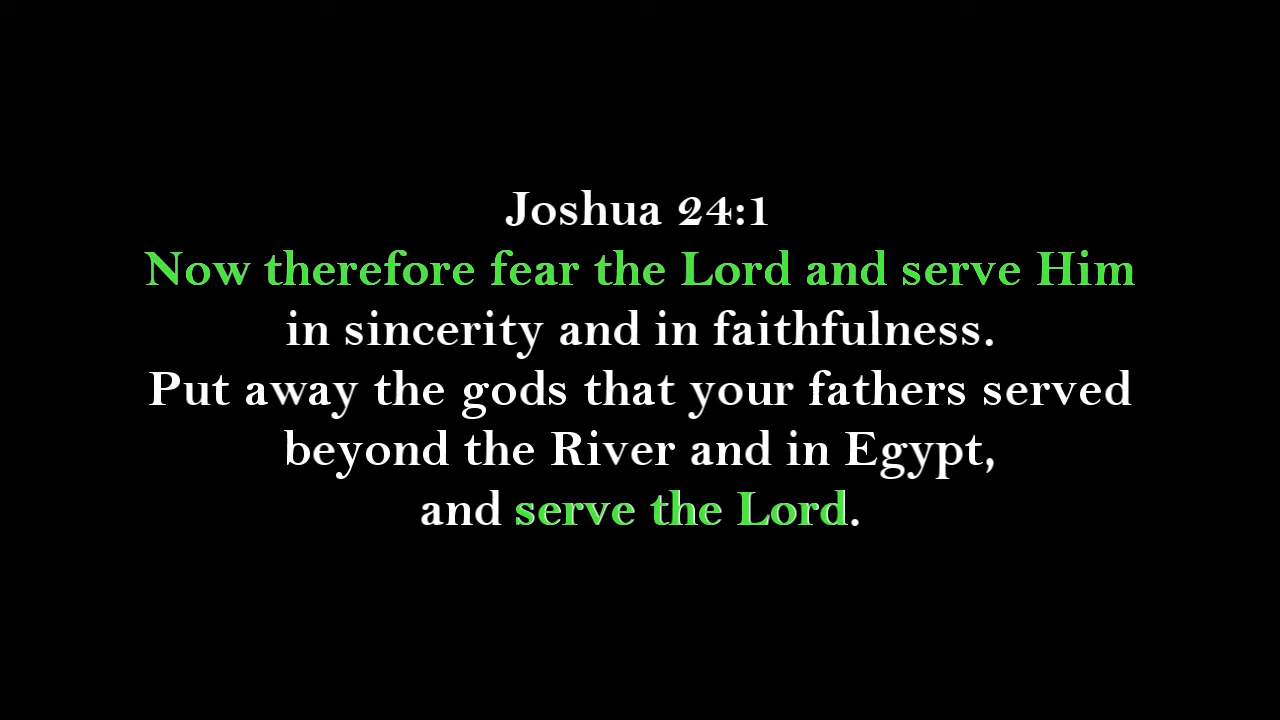 Joshua 24:1
Now therefore fear the Lord and serve Him
in sincerity and in faithfulness.
Put away the gods that your fathers served
beyond the River and in Egypt,
and serve the Lord.